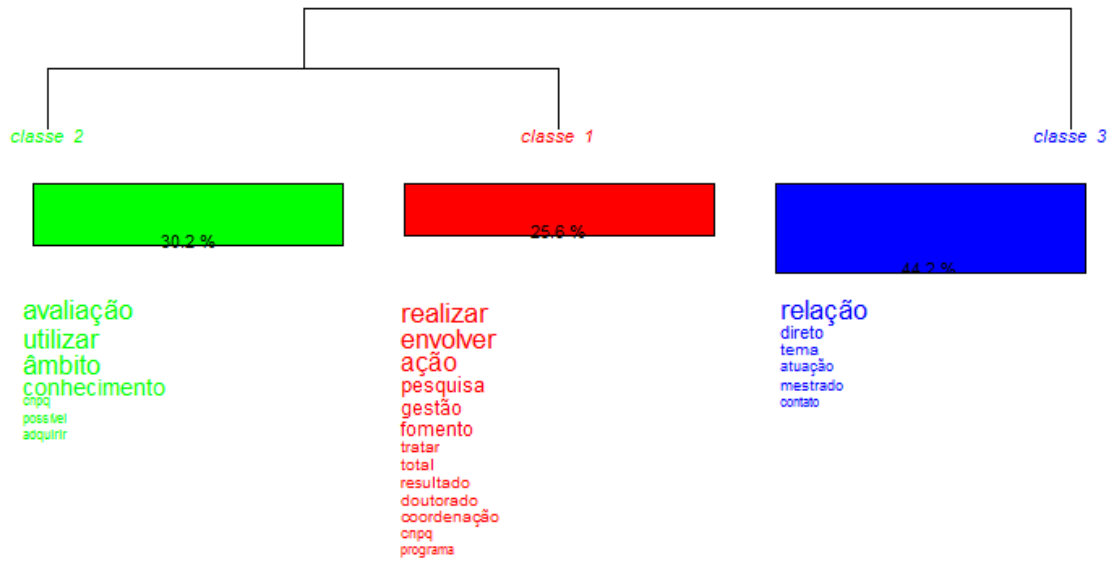 classe 2
classe 1
classe 3
30.2 %
25.6 %
44.2 %
avaliação
utilizar
âmbito
conhecimento
cnpq
possível
adquirir
realizar
envolver
ação
pesquisa
gestão
fomento
tratar
total
resultado
doutorado
coordenação
cnpq
programa
relação
direto
tema
atuação
mestrado
contato